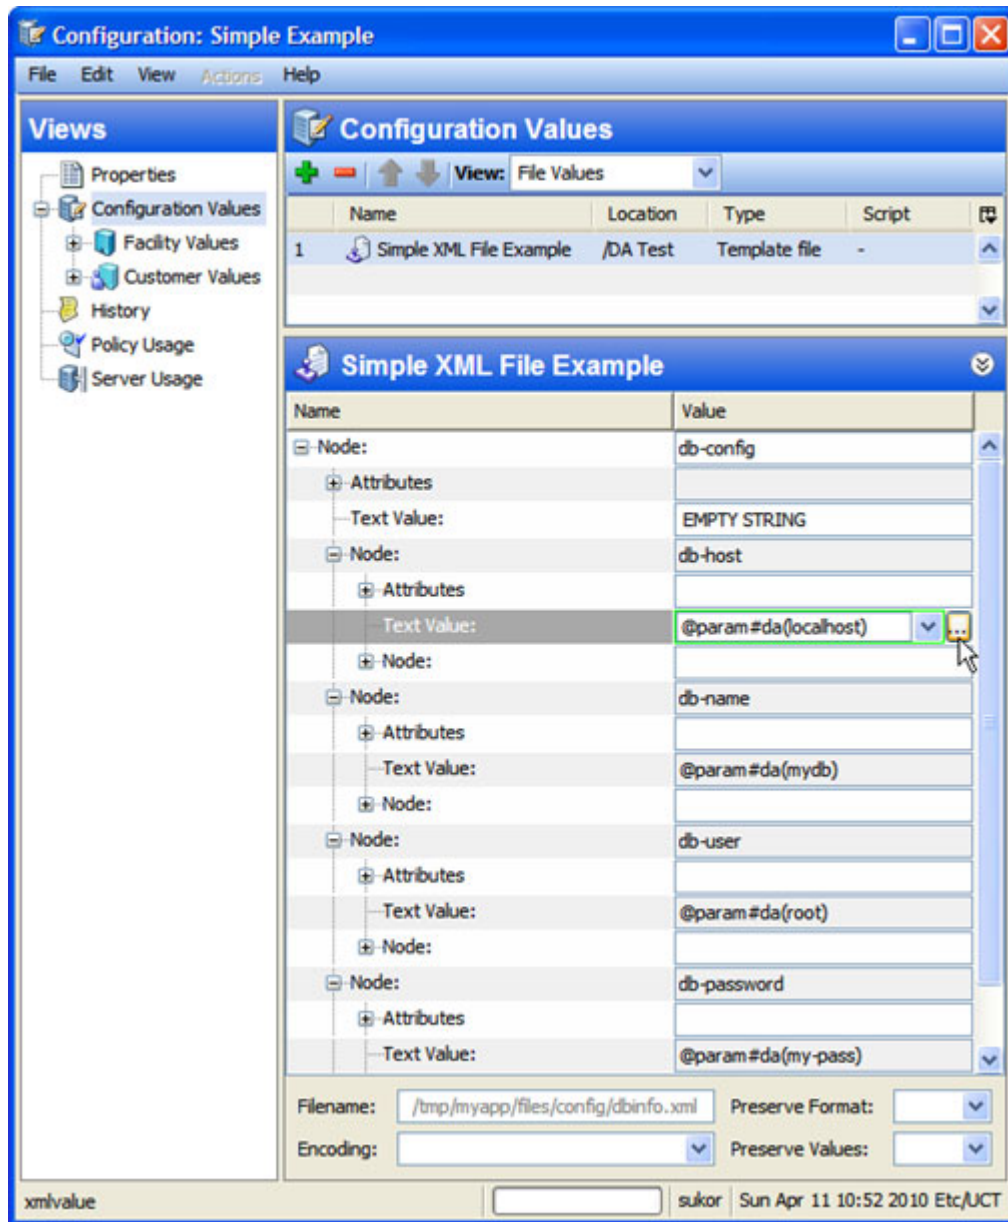 Configuration: Simple Example
File Edit View Actions Help
Views
Properties
Configuration Values
Facility Values
Customer Values
History
Policy Usage
Server Usage
Configuration Values
View: File Values
Name Location Type Script
1 Simple XML File Example /DA Test Template file -
Simple XML File Example
Name Value
Node: db-config
Attributes
Text Value: EMPTY STRING
Node: db-host
Attributes
Text Value: @param#da(localhost) ...
Node:
Node: db-name
Attributes
Text Value: @param#da(mydb)
Node:
Node: db-user
Attributes
Text Value: @param#da(root)
Node:
Node: db-password
Attributes
Text Value: @param#da(my-pass)
Filename: /tmp/myapp/files/config/dbinfo.xml Preserve Format:
Encoding: Preserve Values:
xmlvalue sukor Sun Apr 11 10:52 2010 Etc/UCT